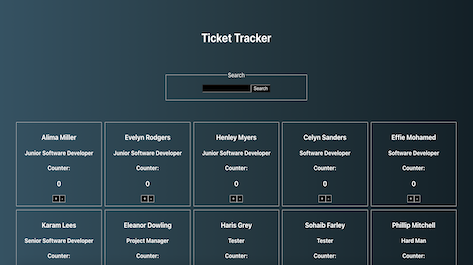 Ticket Tracker
Search
Search
Alima Miller Evelyn Rodgers Henley Myers Celyn Sanders Effie Mohamed
Junior Software Developer Junior Software Developer Junior Software Developer Software Developer Software Developer
Counter: Counter: Counter: Counter: Counter:
0 0 0 0 0
+ - + - + - + - + -
Karam Lees Eleanor Dowling Haris Grey Sohaib Farley Phillip Mitchell
Senior Software Developer Project Manager Tester Tester Hard Man
Counter: Counter: Counter: Counter: Counter: